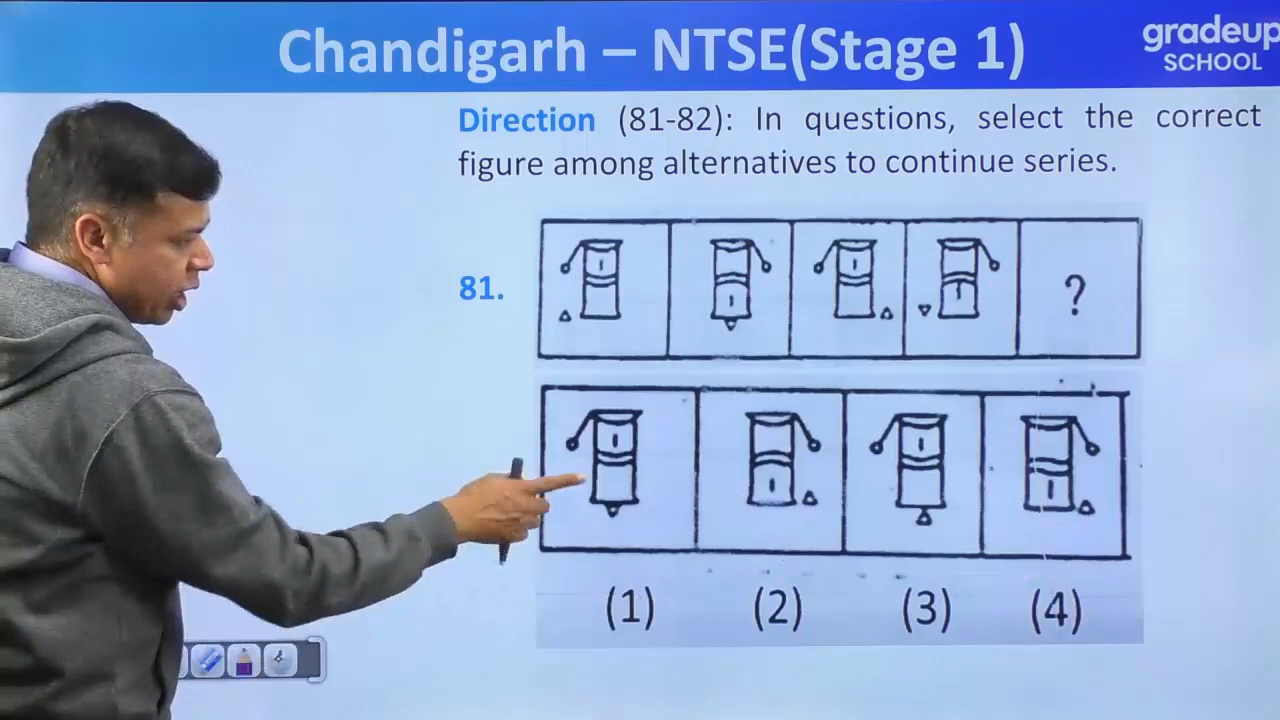 Chandigarh – NTSE(Stage 1)
gradeup
SCHOOL
Direction (81-82): In questions, select the correct
figure among alternatives to continue series.
81.
?
(1) (2) (3) (4)